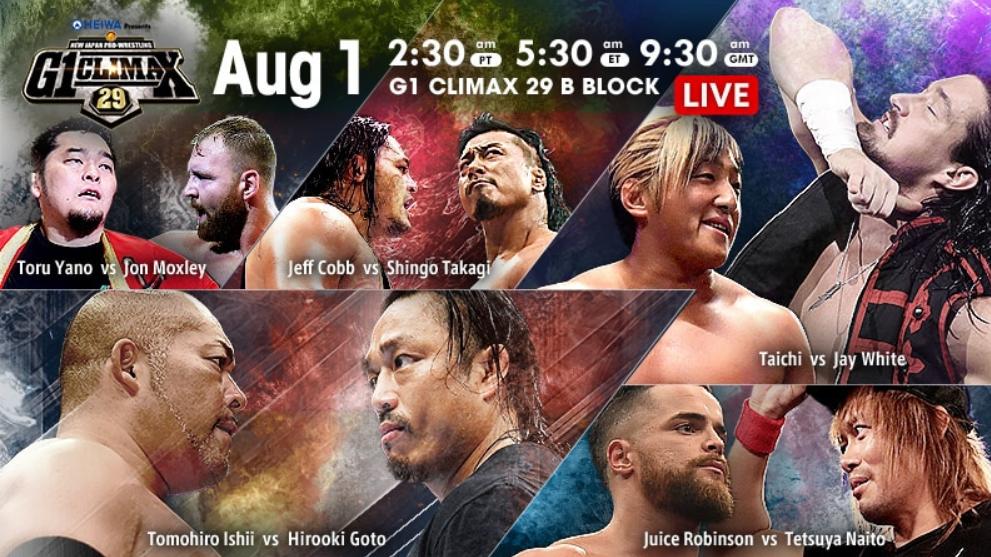 HEIWA Presents
NEW JAPAN PRO-WRESTLING
G1 CLIMAX
29
Aug 1
2:30 am PT 5:30 am ET 9:30 am GMT
G1 CLIMAX 29 B BLOCK
LIVE
Toru Yano vs Jon Moxley
Jeff Cobb vs Shingo Takagi
Taichi vs Jay White
Tomohiro Ishii vs Hirooki Goto
Juice Robinson vs Tetsuya Naito